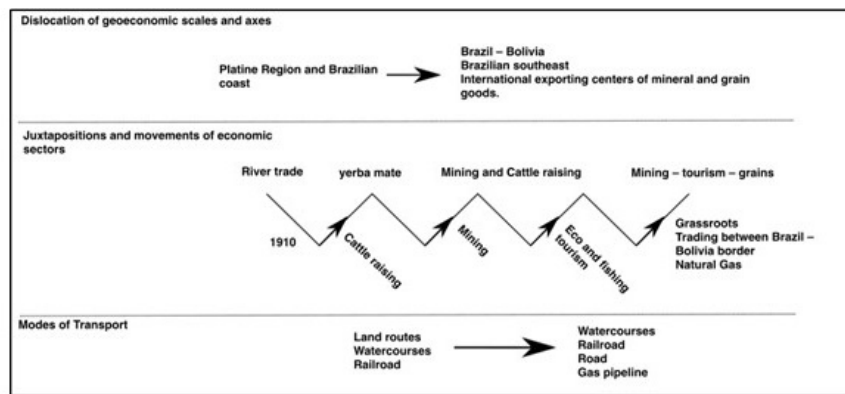 Dislocation of geoeconomic scales and axes
Platine Region and Brazilian
coast
Brazil – Bolivia
Brazilian southeast
International exporting centers of mineral and grain
goods.
Juxtapositions and movements of economic
sectors
River trade
yerba mate
Mining and Cattle raising
Mining – tourism – grains
1910
Cattle raising
Mining
Eco and fishing
tourism
Grassroots
Trading between Brazil –
Bolivia border
Natural Gas
Modes of Transport
Land routes
Watercourses
Railroad
Watercourses
Railroad
Road
Gas pipeline